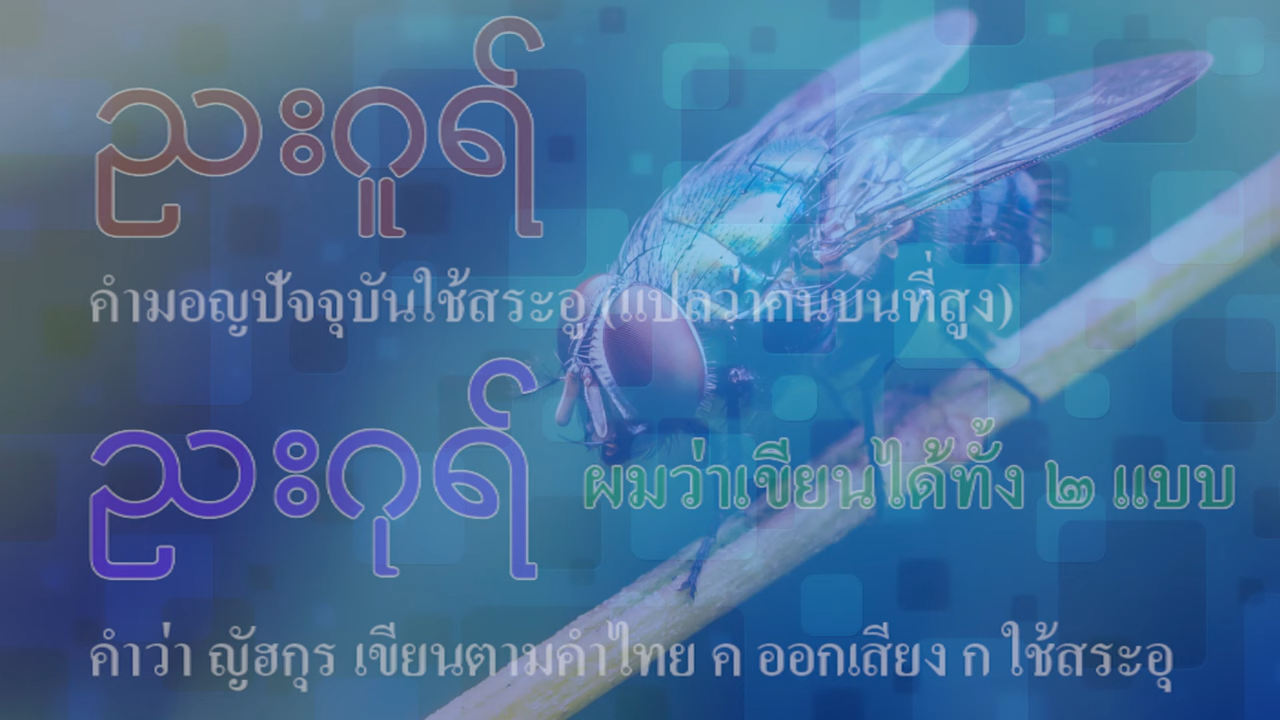 ညးဂူရ်
คำมอญปัจจุบันใช้สระอู (แปลว่าคนบนที่สูง)
ညးဂုရ်
ผมว่าเขียนได้ทั้ง ๒ แบบ
คำว่า ญัฮกุร เขียนตามคำไทย ค ออกเสียง ก ใช้สระอุ